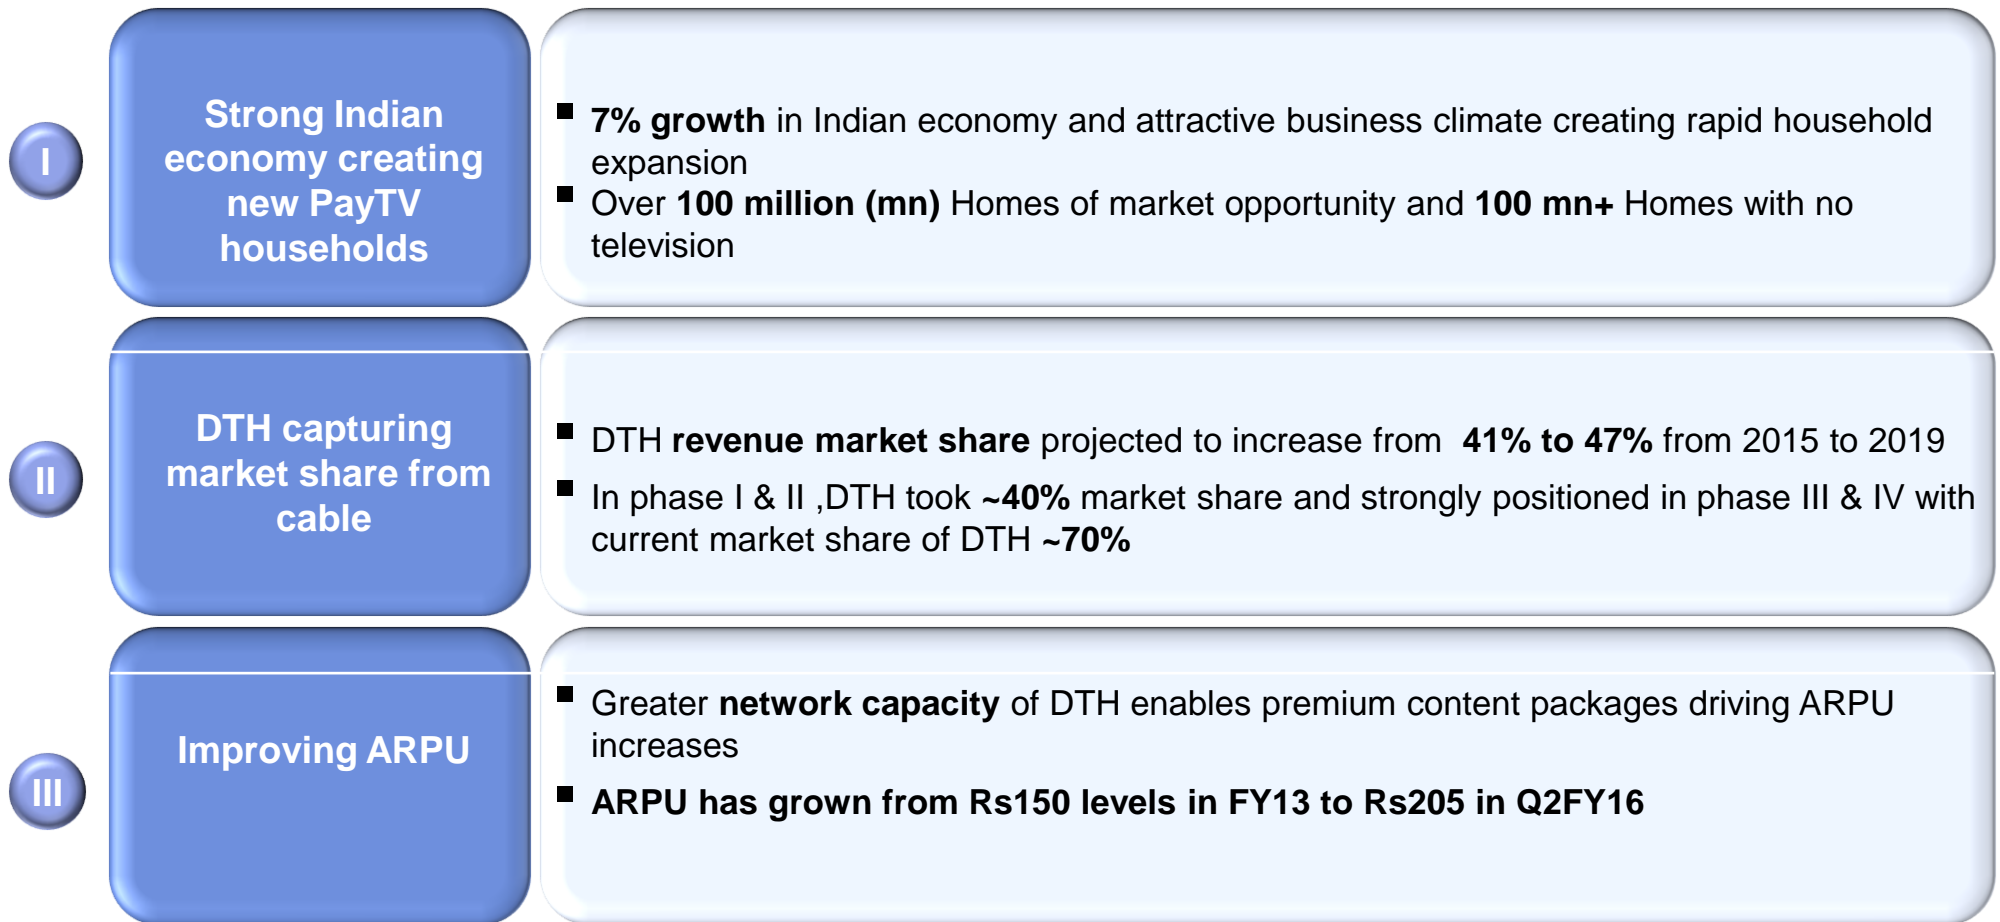 I
Strong Indian
economy creating
new PayTV
households
■ 7% growth in Indian economy and attractive business climate creating rapid household
expansion
■ Over 100 million (mn) Homes of market opportunity and 100 mn+ Homes with no
television
II
DTH capturing
market share from
cable
■ DTH revenue market share projected to increase from  41% to 47% from 2015 to 2019
■ In phase I & II ,DTH took ~40% market share and strongly positioned in phase III & IV with
current market share of DTH ~70%
III
Improving ARPU
■ Greater network capacity of DTH enables premium content packages driving ARPU
increases
■ ARPU has grown from Rs150 levels in FY13 to Rs205 in Q2FY16